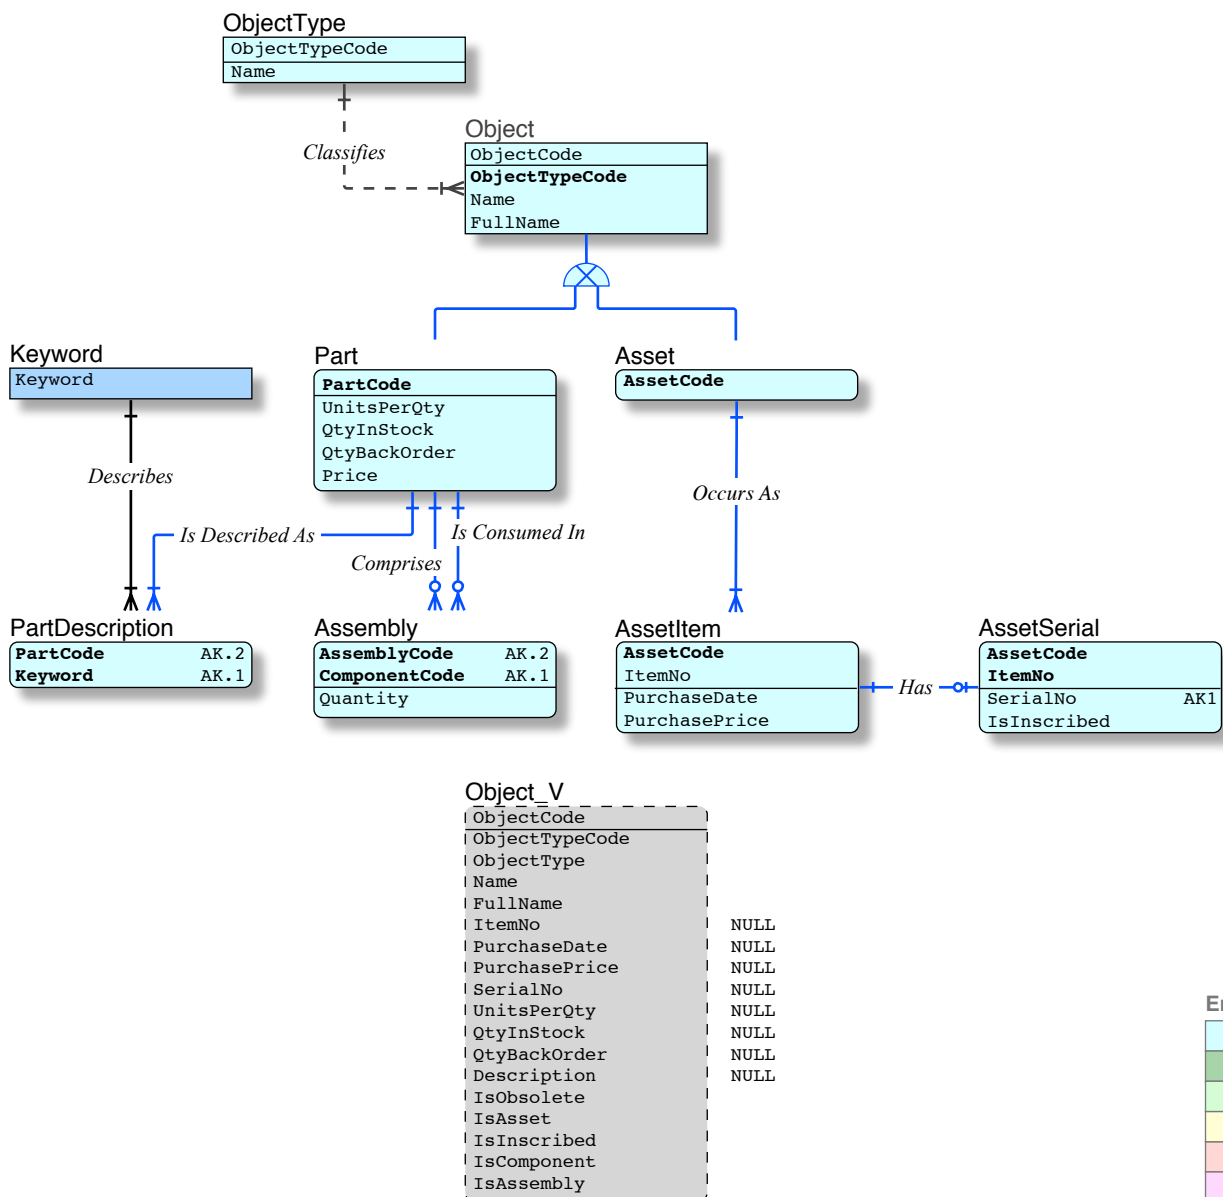 ObjectType
ObjectTypeCode
Name
Classifies
Object
ObjectCode
ObjectTypeCode
Name
FullName
Keyword
Keyword
Describes
Part
PartCode
UnitsPerQty
QtyInStock
QtyBackOrder
Price
Asset
AssetCode
Is Described As
Comprises
Is Consumed In
Occurs As
PartDescription
PartCode AK.2
Keyword AK.1
Assembly
AssemblyCode AK.2
ComponentCode AK.1
Quantity
AssetItem
AssetCode
ItemNo
PurchaseDate
PurchasePrice
Has
AssetSerial
AssetCode
ItemNo
SerialNo AK1
IsInscribed
Object_V
ObjectCode
ObjectTypeCode
ObjectType
Name
FullName
ItemNo NULL
PurchaseDate NULL
PurchasePrice NULL
SerialNo NULL
UnitsPerQty NULL
QtyInStock NULL
QtyBackOrder NULL
Description NULL
IsObsolete
IsAsset
IsInscribed
IsComponent
IsAssembly